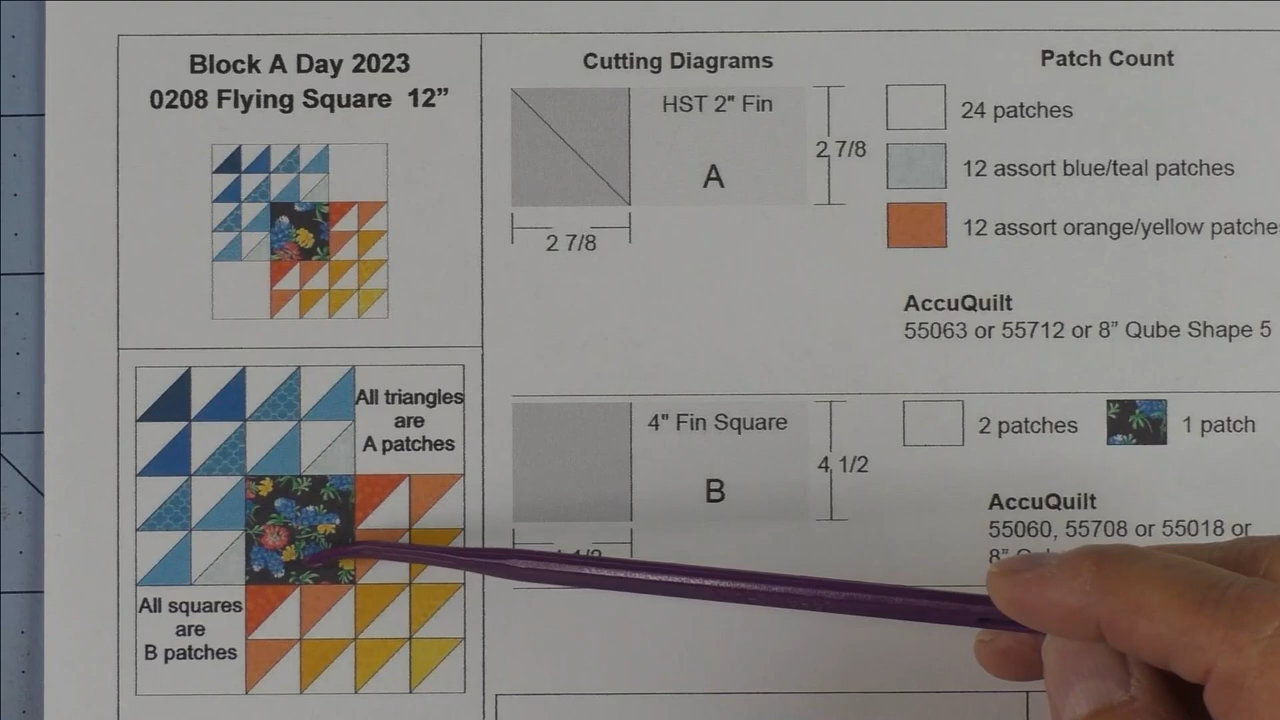 Block A Day 2023
0208 Flying Square 12”
Cutting Diagrams
HST 2" Fin
A
2 7/8
2 7/8
Patch Count
24 patches
12 assort blue/teal patches
12 assort orange/yellow patche
AccuQuilt
55063 or 55712 or 8” Qube Shape 5
All triangles
are
A patches
All squares
are
B patches
4" Fin Square
B
4 1/2
2 patches
1 patch
AccuQuilt
55060, 55708 or 55018 or
8”